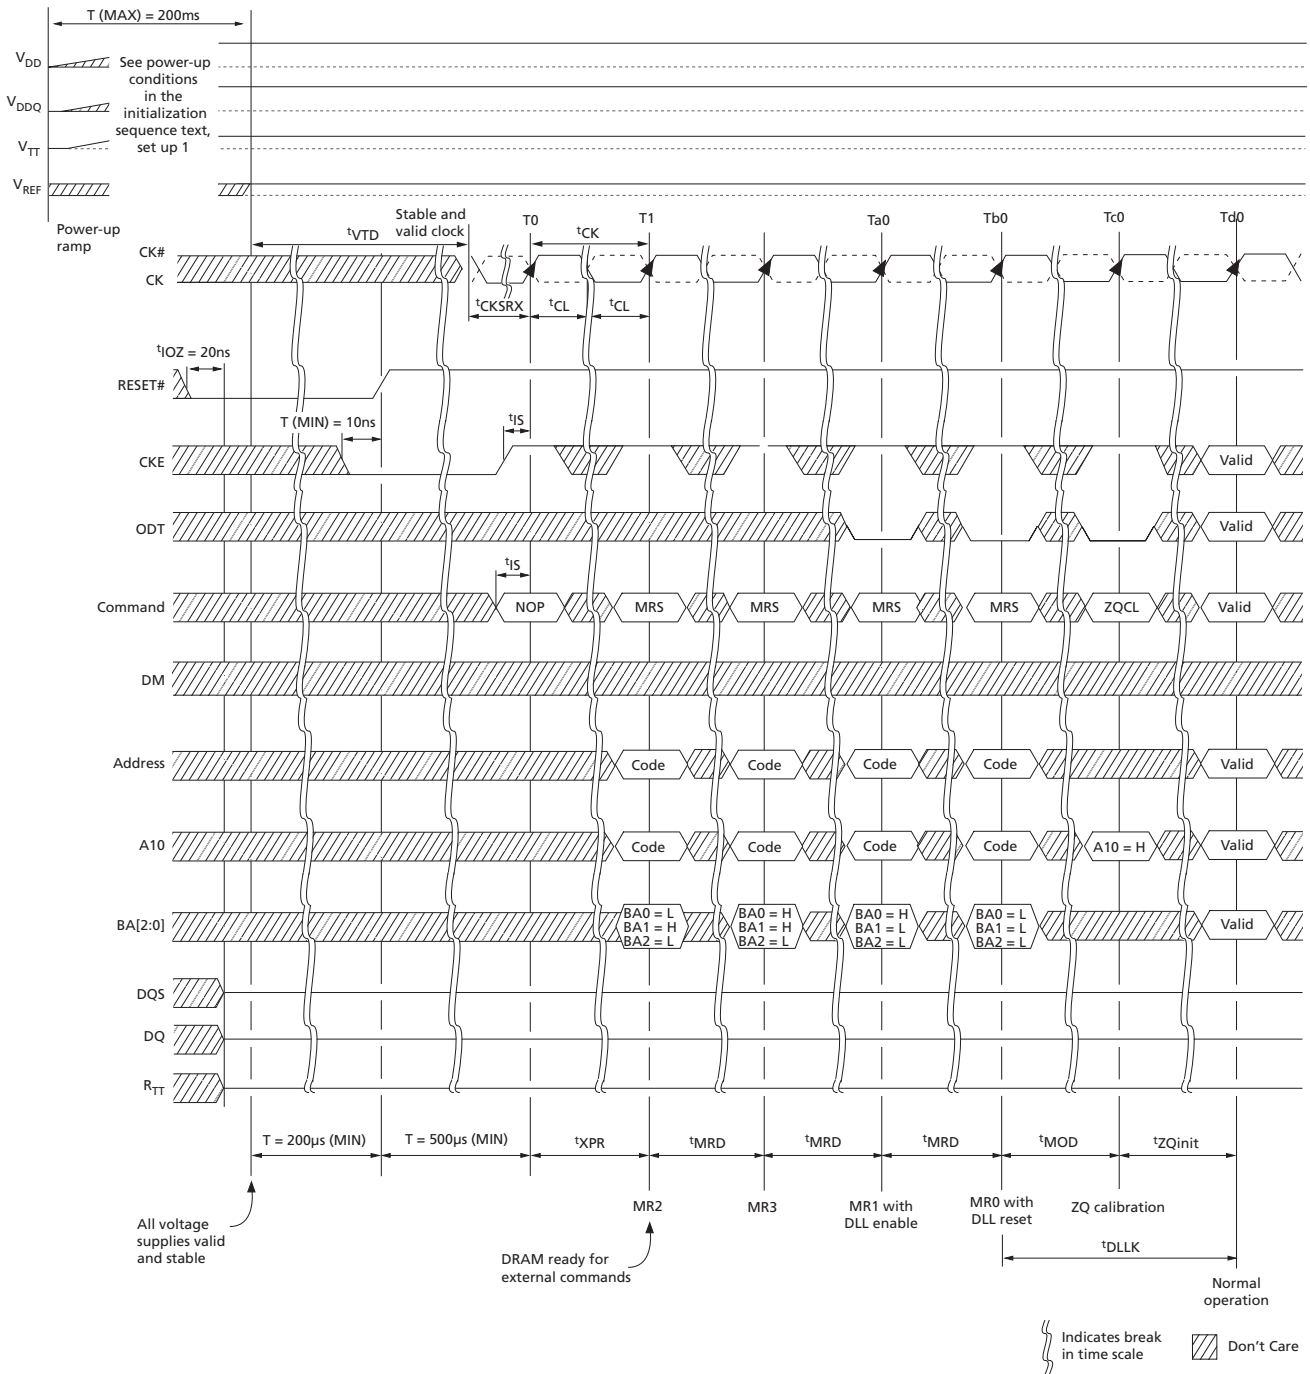 T (MAX) = 200ms
VDD
VDDQ
VTT
VREF
See power-up
conditions
in the
initialization
sequence text,
set up 1
Power-up
ramp
Stable and
valid clock
T0
T1
Ta0
Tb0
Tc0
Td0
tVTD
tCK
CK#
CK
tCKSRX
tCL
tCL
tIOZ = 20ns
RESET#
T (MIN) = 10ns
tIS
CKE
Valid
ODT
Valid
tIS
Command
NOP
MRS
MRS
MRS
MRS
ZQCL
Valid
DM
Address
Code
Code
Code
Code
Valid
A10
Code
Code
Code
Code
A10 = H
Valid
BA[2:0]
BA0 = L
BA1 = H
BA2 = L
BA0 = H
BA1 = H
BA2 = L
BA0 = H
BA1 = L
BA2 = L
BA0 = L
BA1 = L
BA2 = L
Valid
DQS
DQ
RTT
T = 200µs (MIN)
T = 500µs (MIN)
tXPR
tMRD
tMRD
tMRD
tMOD
tZQinit
MR2
MR3
MR1 with
DLL enable
MR0 with
DLL reset
ZQ calibration
All voltage
supplies valid
and stable
DRAM ready for
external commands
tDLLK
Normal
operation
Indicates break
in time scale
Don't Care